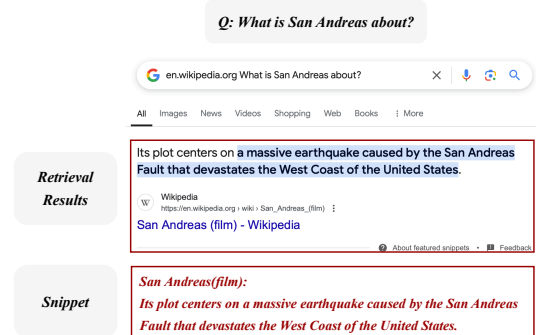 Q: What is San Andreas about?
en.wikipedia.org What is San Andreas about?
All Images News Videos Shopping Web Books ⋮ More
Its plot centers on a massive earthquake caused by the San Andreas
Fault that devastates the West Coast of the United States.
Retrieval
Results
W Wikipedia
https://en.wikipedia.org › wiki › San_Andreas_(film) ⋮
San Andreas (film) - Wikipedia
About featured snippets • Feedback
Snippet
San Andreas(film):
Its plot centers on a massive earthquake caused by the San Andreas
Fault that devastates the West Coast of the United States.